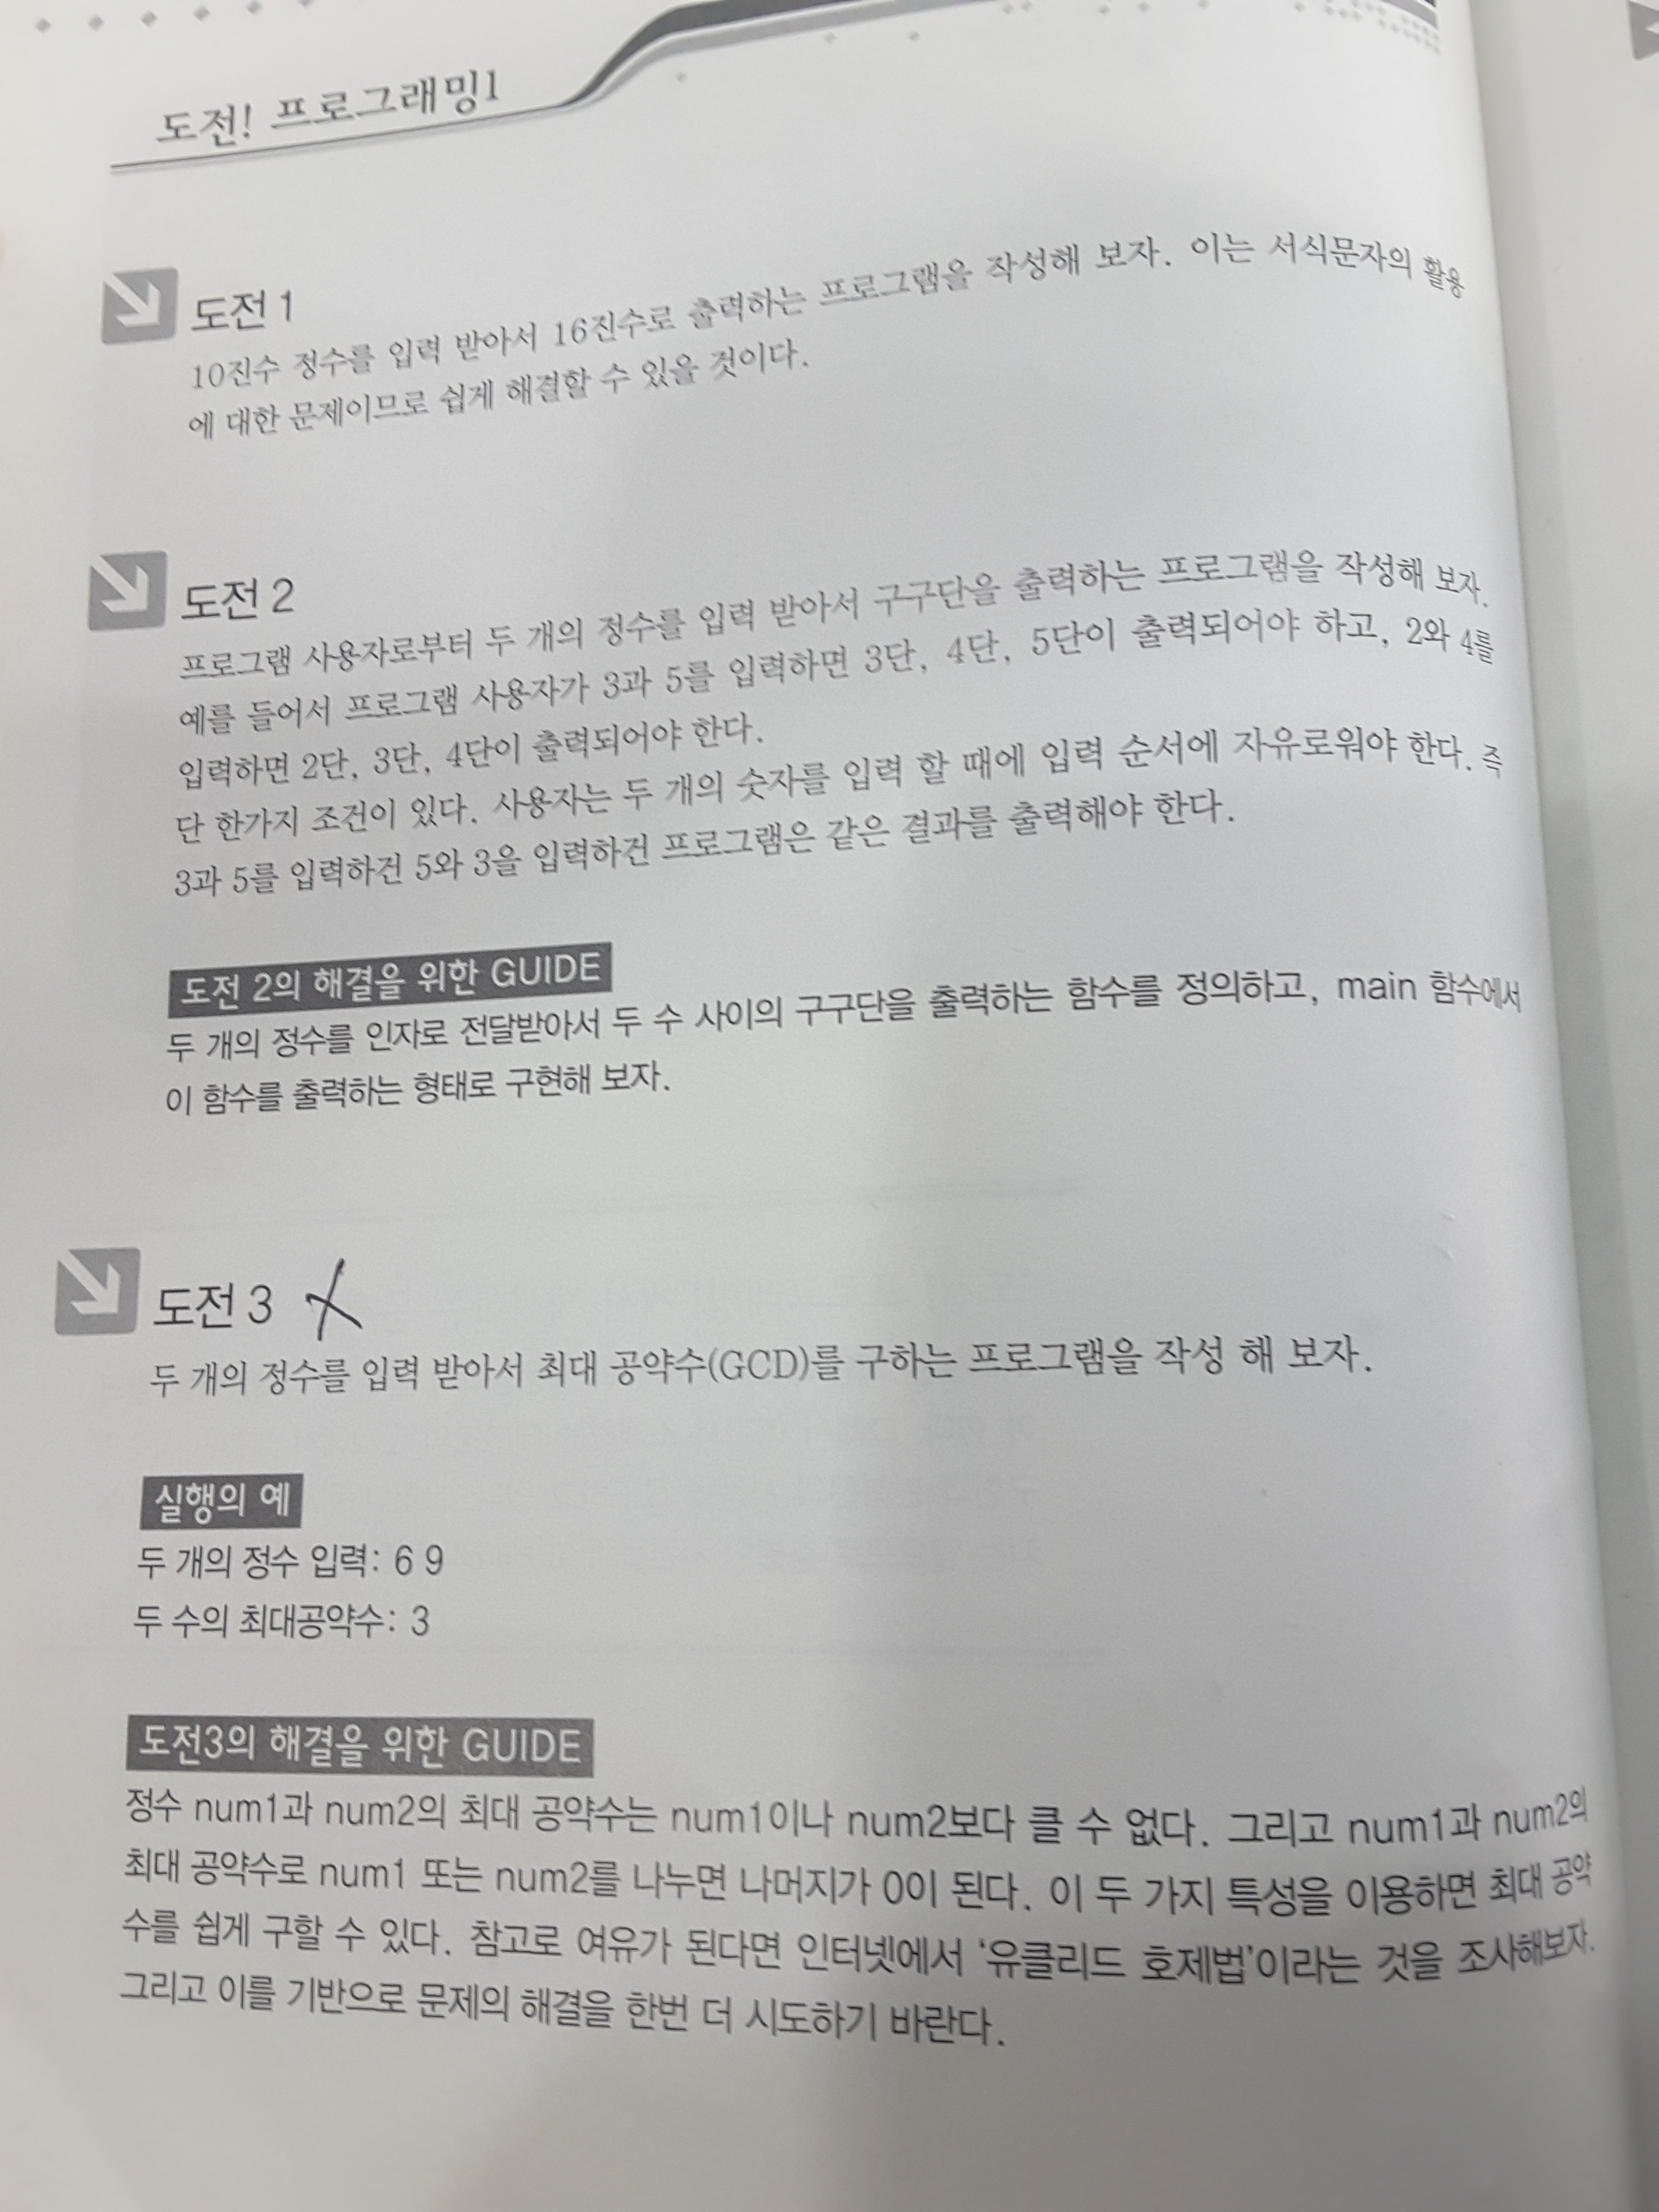 도전! 프로그래밍1
도전 1
10진수 정수를 입력 받아서 16진수로 출력하는 프로그램을 작성해 보자. 이는 서식문자의 활용
에 대한 문제이므로 쉽게 해결할 수 있을 것이다.
도전 2
프로그램 사용자로부터 두 개의 정수를 입력 받아서 구구단을 출력하는 프로그램을 작성해 보자.
예를 들어서 프로그램 사용자가 3과 5를 입력하면 3단, 4단, 5단이 출력되어야 하고, 2와 4를
입력하면 2단, 3단, 4단이 출력되어야 한다.
단 한가지 조건이 있다. 사용자는 두 개의 숫자를 입력 할 때에 입력 순서에 자유로워야 한다. 즉
3과 5를 입력하건 5와 3을 입력하건 프로그램은 같은 결과를 출력해야 한다.
도전 2의 해결을 위한 GUIDE
두 개의 정수를 인자로 전달받아서 두 수 사이의 구구단을 출력하는 함수를 정의하고, main 함수에서
이 함수를 출력하는 형태로 구현해 보자.
도전 3 X
두 개의 정수를 입력 받아서 최대 공약수(GCD)를 구하는 프로그램을 작성 해 보자.
실행의 예
두 개의 정수 입력: 6 9
두 수의 최대공약수: 3
도전3의 해결을 위한 GUIDE
정수 num1과 num2의 최대 공약수는 num1이나 num2보다 클 수 없다. 그리고 num1과 num2의
최대 공약수로 num1 또는 num2를 나누면 나머지가 0이 된다. 이 두 가지 특성을 이용하면 최대 공약
수를 쉽게 구할 수 있다. 참고로 여유가 된다면 인터넷에서 '유클리드 호제법'이라는 것을 조사해보자.
그리고 이를 기반으로 문제의 해결을 한번 더 시도하기 바란다.